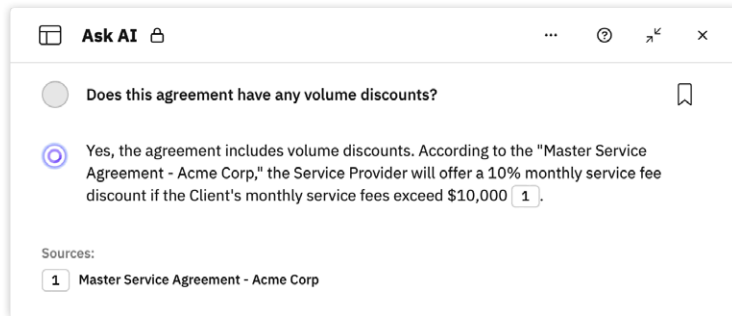 Ask AI
Does this agreement have any volume discounts?
Yes, the agreement includes volume discounts. According to the "Master Service
Agreement - Acme Corp," the Service Provider will offer a 10% monthly service fee
discount if the Client's monthly service fees exceed $10,000 1 .
Sources:
1 Master Service Agreement - Acme Corp